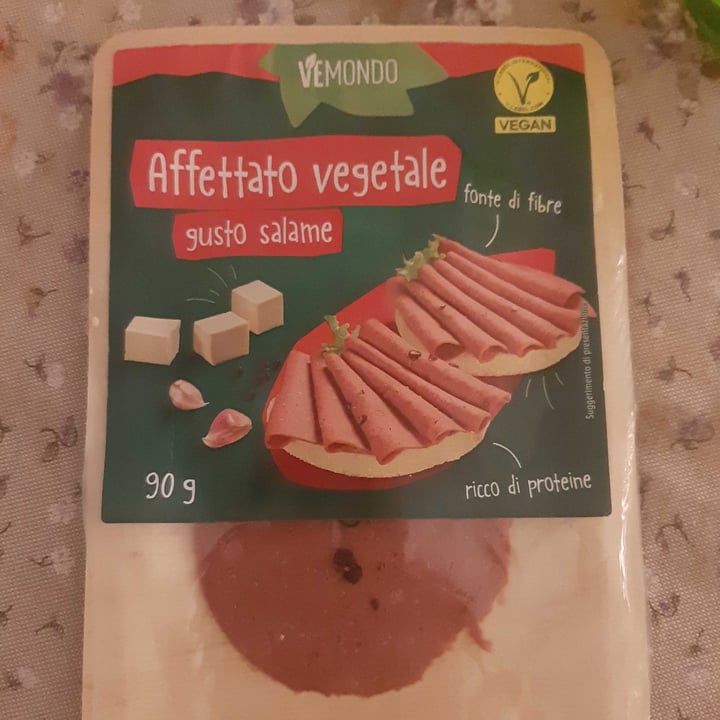 VEMONDO
VEGAN
Affettato vegetale
gusto salame
fonte di fibre
Suggerimento di presentazione
90 g
ricco di proteine